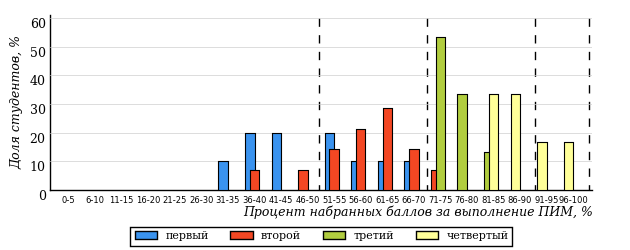 Доля студентов, %
60
50
40
30
20
10
0
0-5 6-10 11-15 16-20 21-25 26-30 31-35 36-40 41-45 46-50 51-55 56-60 61-65 66-70 71-75 76-80 81-85 86-90 91-95 96-100
Процент набранных баллов за выполнение ПИМ, %
первый второй третий четвертый